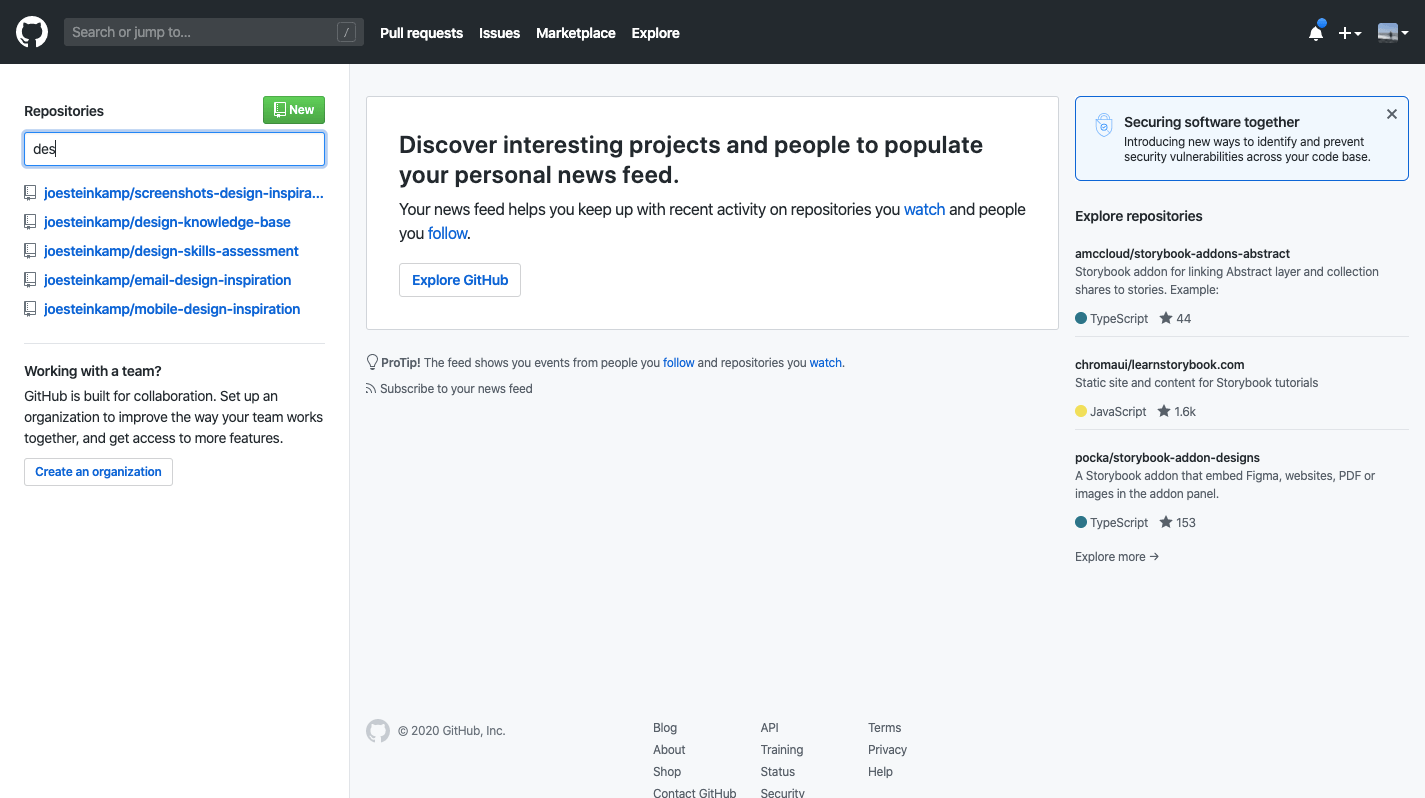 Search or jump to...
/
Pull requests
Issues
Marketplace
Explore
Repositories
New
des
joesteinkamp/screenshots-design-inspira...
joesteinkamp/design-knowledge-base
joesteinkamp/design-skills-assessment
joesteinkamp/email-design-inspiration
joesteinkamp/mobile-design-inspiration
Working with a team?
GitHub is built for collaboration. Set up an
organization to improve the way your team works
together, and get access to more features.
Create an organization
Discover interesting projects and people to populate
your personal news feed.
Your news feed helps you keep up with recent activity on repositories you watch and people
you follow.
Explore GitHub
ProTip! The feed shows you events from people you follow and repositories you watch.
Subscribe to your news feed
Securing software together
Introducing new ways to identify and prevent
security vulnerabilities across your code base.
Explore repositories
amccloud/storybook-addons-abstract
Storybook addon for linking Abstract layer and collection
shares to stories. Example:
TypeScript 44
chromaui/learnstorybook.com
Static site and content for Storybook tutorials
JavaScript 1.6k
pocka/storybook-addon-designs
A Storybook addon that embed Figma, websites, PDF or
images in the addon panel.
TypeScript 153
Explore more →
© 2020 GitHub, Inc.
Blog
About
Shop
Contact GitHub
API
Training
Status
Security
Terms
Privacy
Help